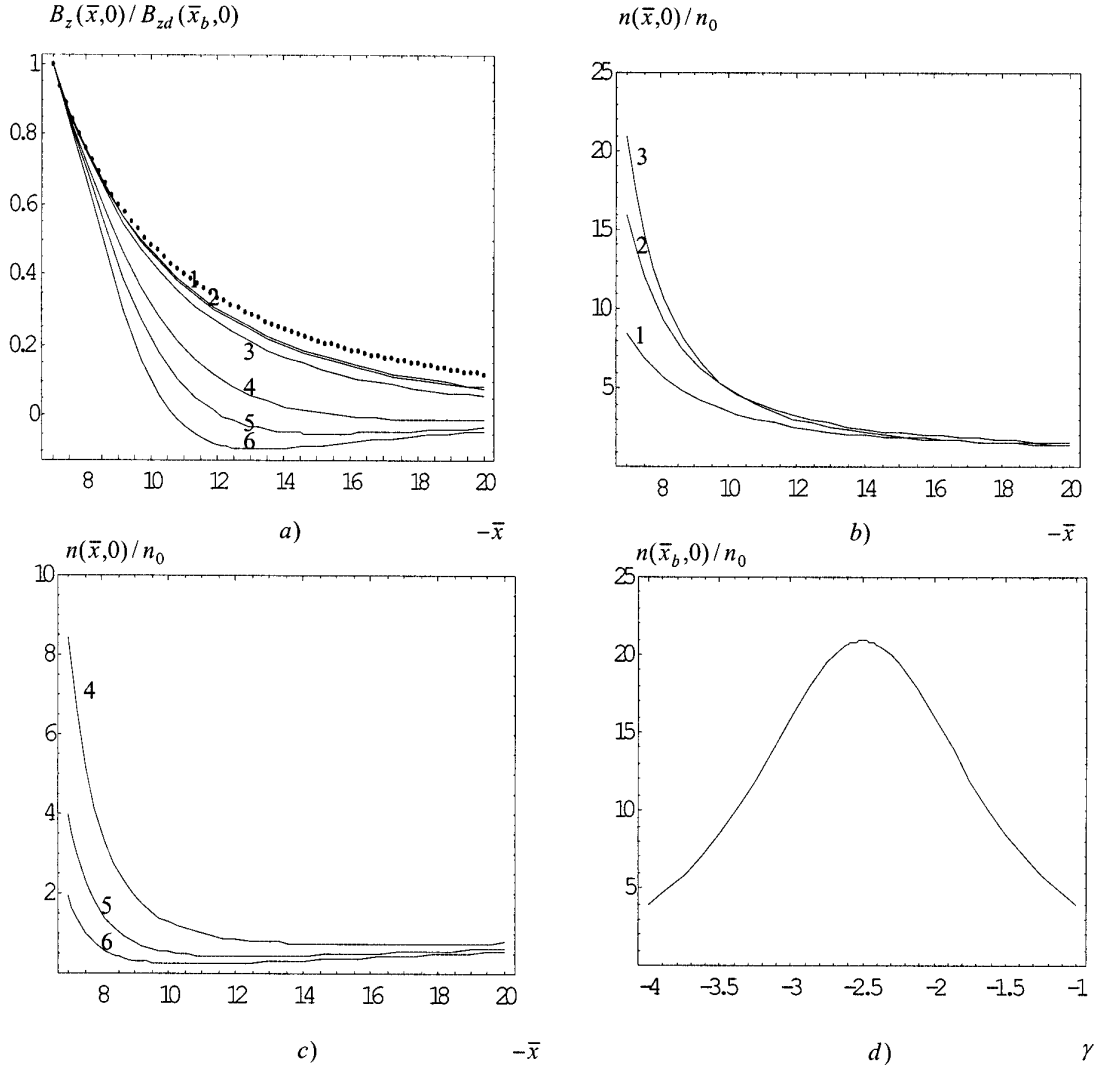 B_z(x̄,0)/B_{zd}(x̄_b,0)
1
0.8
0.6
0.4
0.2
0
1
2
3
4
5
6
8 10 12 14 16 18 20
a) −x̄
n(x̄,0)/n_0
25
20
15
10
5
3
2
1
8 10 12 14 16 18 20
b) −x̄
n(x̄,0)/n_0
10
8
6
4
2
4
5
6
8 10 12 14 16 18 20
c) −x̄
n(x̄_b,0)/n_0
25
20
15
10
5
-4 -3.5 -3 -2.5 -2 -1.5 -1
d) γ